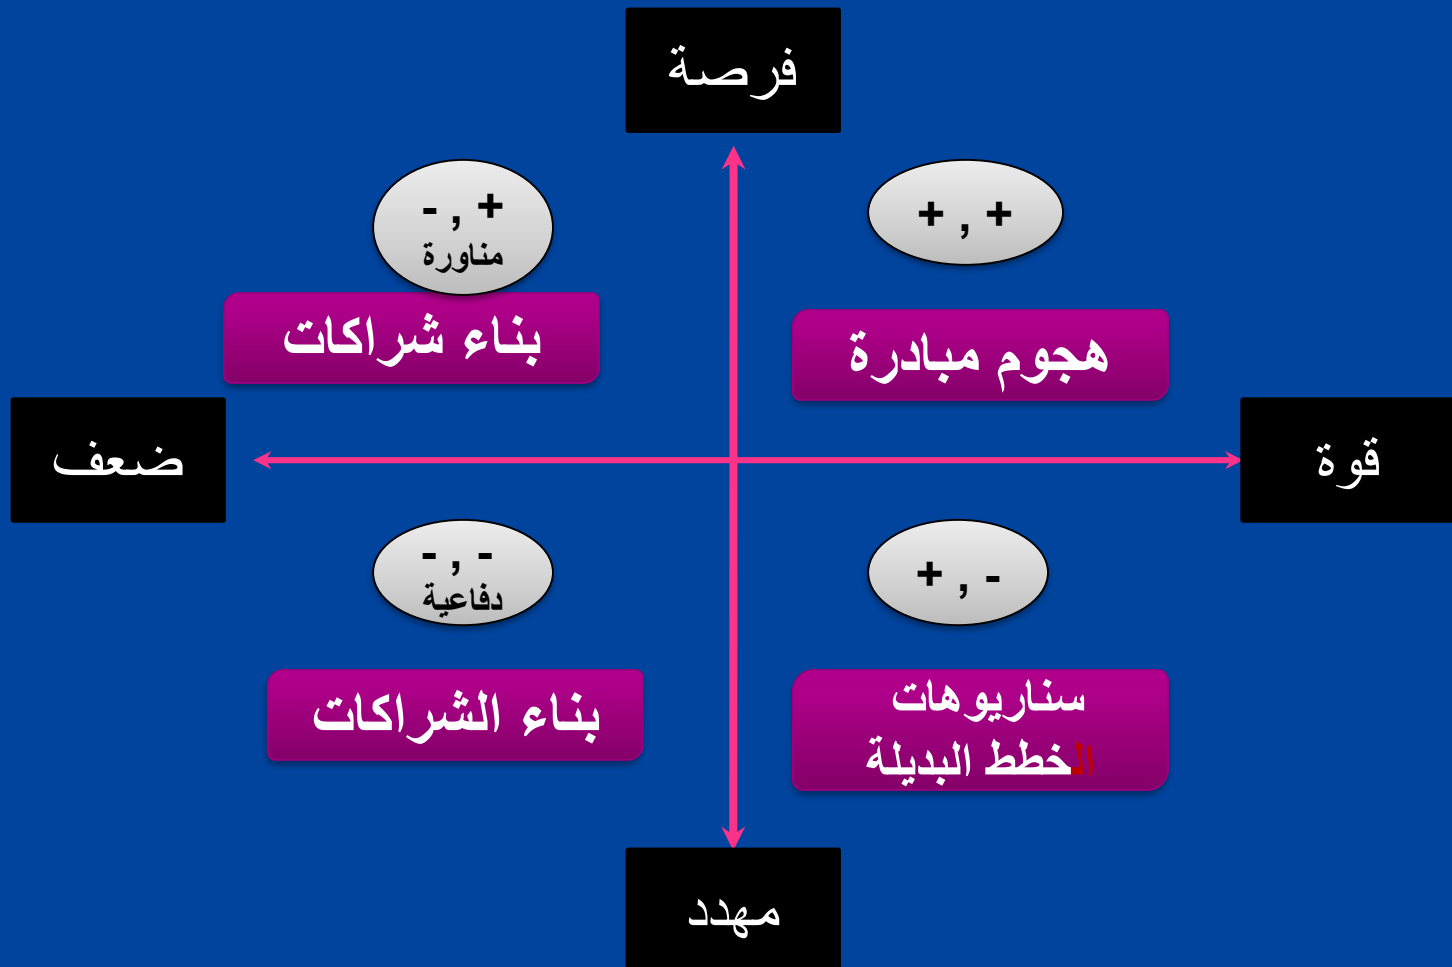 فرصة
+ , +
- , +
مناورة
هجوم مبادرة
بناء شراكات
قوة
ضعف
+ , -
- , -
دفاعية
سناريوهات
الخطط البديلة
بناء الشراكات
مهدد